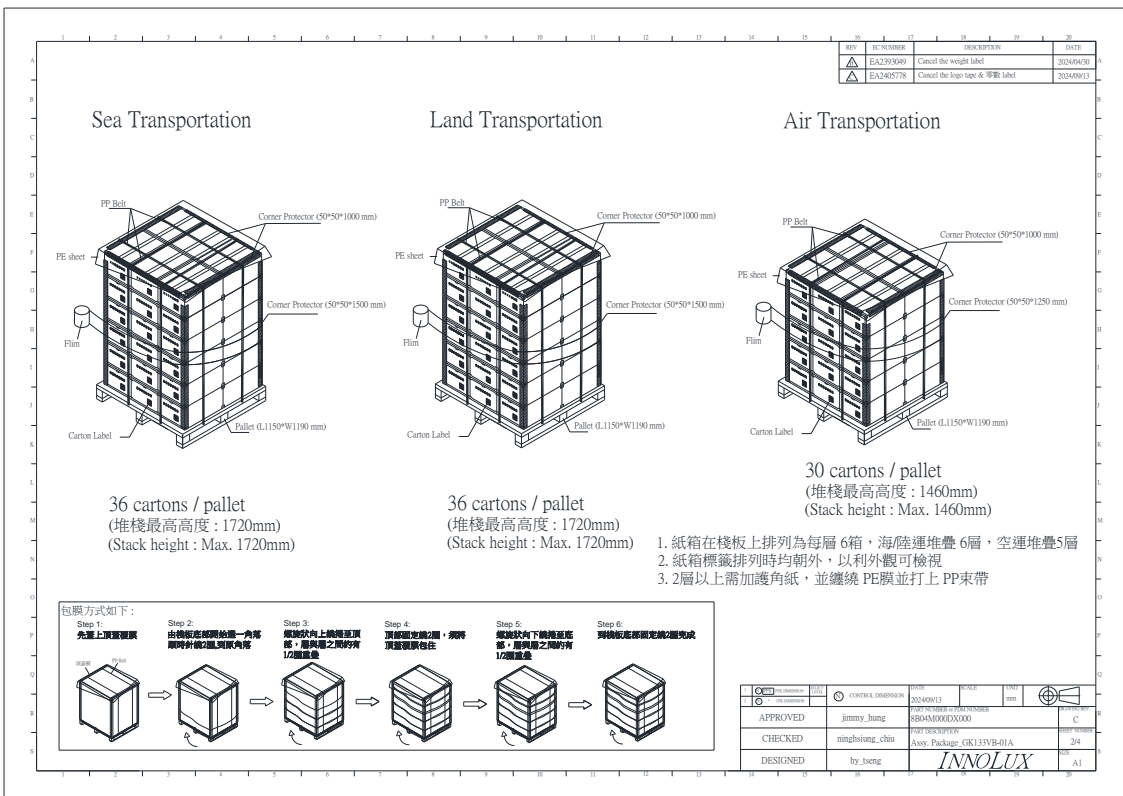 REV EC NUMBER DESCRIPTION DATE
EA2393049 Cancel the weight label 2024/04/30
EA2405778 Cancel the logo tape & 零數 label 2024/09/13
Sea Transportation
PP Belt
Corner Protector (50*50*1000 mm)
PE sheet
Corner Protector (50*50*1500 mm)
Flim
Carton Label
Pallet (L1150*W1190 mm)
36 cartons / pallet
(堆棧最高高度 : 1720mm)
(Stack height : Max. 1720mm)
Land Transportation
PP Belt
Corner Protector (50*50*1000 mm)
PE sheet
Corner Protector (50*50*1500 mm)
Flim
Carton Label
Pallet (L1150*W1190 mm)
36 cartons / pallet
(堆棧最高高度 : 1720mm)
(Stack height : Max. 1720mm)
Air Transportation
PP Belt
Corner Protector (50*50*1000 mm)
PE sheet
Corner Protector (50*50*1250 mm)
Flim
Carton Label
Pallet (L1150*W1190 mm)
30 cartons / pallet
(堆棧最高高度 : 1460mm)
(Stack height : Max. 1460mm)
1. 紙箱在棧板上排列為每層 6箱，海/陸運堆疊 6層，空運堆疊5層
2. 紙箱標籤排列時均朝外，以利外觀可檢視
3. 2層以上需加護角紙，並纏繞 PE膜並打上 PP束帶
包膜方式如下 :
Step 1:
先蓋上頂蓋覆膜
頂蓋膜
PP Belt
Step 2:
由棧板底部開始選一角落
順時針繞2圈,到原角落
Step 3:
螺旋狀向上繞捲至頂
部，層與層之間約有
1/2圈重疊
Step 4:
頂部固定繞2圈，須將
頂蓋覆膜包住
Step 5:
螺旋狀向下繞捲至底
部，層與層之間約有
1/2圈重疊
Step 6:
到棧板底部固定繞2圈完成
CONTROL DIMENSION
DATE
2024/09/13
SCALE
UNIT
mm
APPROVED jimmy_hung
PART NUMBER or PDM NUMBER
8B04M000DX000
DRAWING REV.
C
CHECKED ninghsiung_chiu
PART DESCRIPTION
Assy. Package_GK133VB-01A
SHEET NUMBER
2/4
DESIGNED hy_tseng
INNOLUX
SIZE
A1